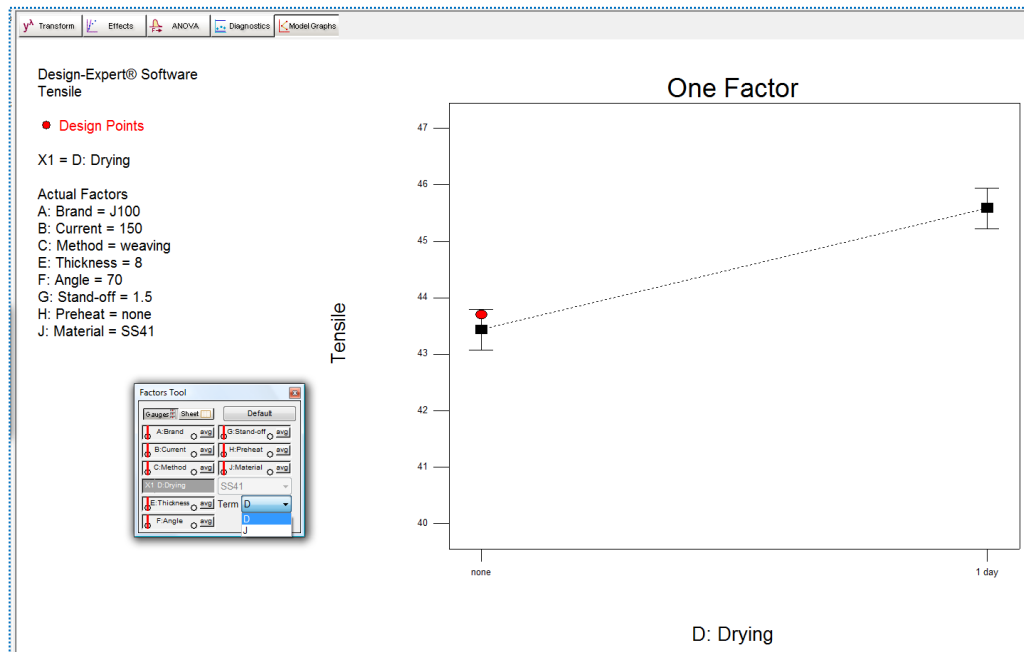 yλ Transform Effects ANOVA Diagnostics Model Graphs
Design-Expert® Software
Tensile
Design Points
X1 = D: Drying
Actual Factors
A: Brand = J100
B: Current = 150
C: Method = weaving
E: Thickness = 8
F: Angle = 70
G: Stand-off = 1.5
H: Preheat = none
J: Material = SS41
Factors Tool
Gauges Sheet Default
A:Brand avg G:Stand-off avg
B:Current avg H:Preheat avg
C:Method avg J:Material avg
X1 D:Drying SS41
E:Thickness avg Term D
D
F:Angle avg
J
One Factor
47
46
45
44
43
42
41
40
Tensile
none 1 day
D: Drying